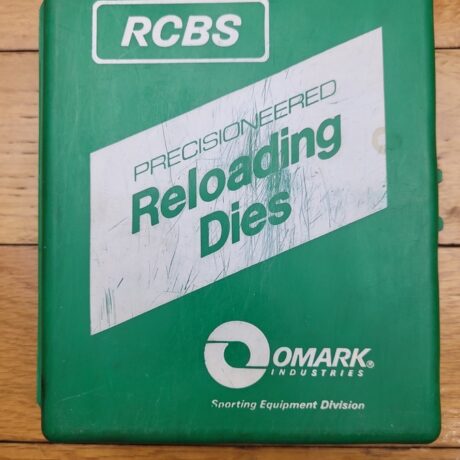 RCBS
PRECISIONEERED
Reloading
Dies
OMARK®
INDUSTRIES
Sporting Equipment Division